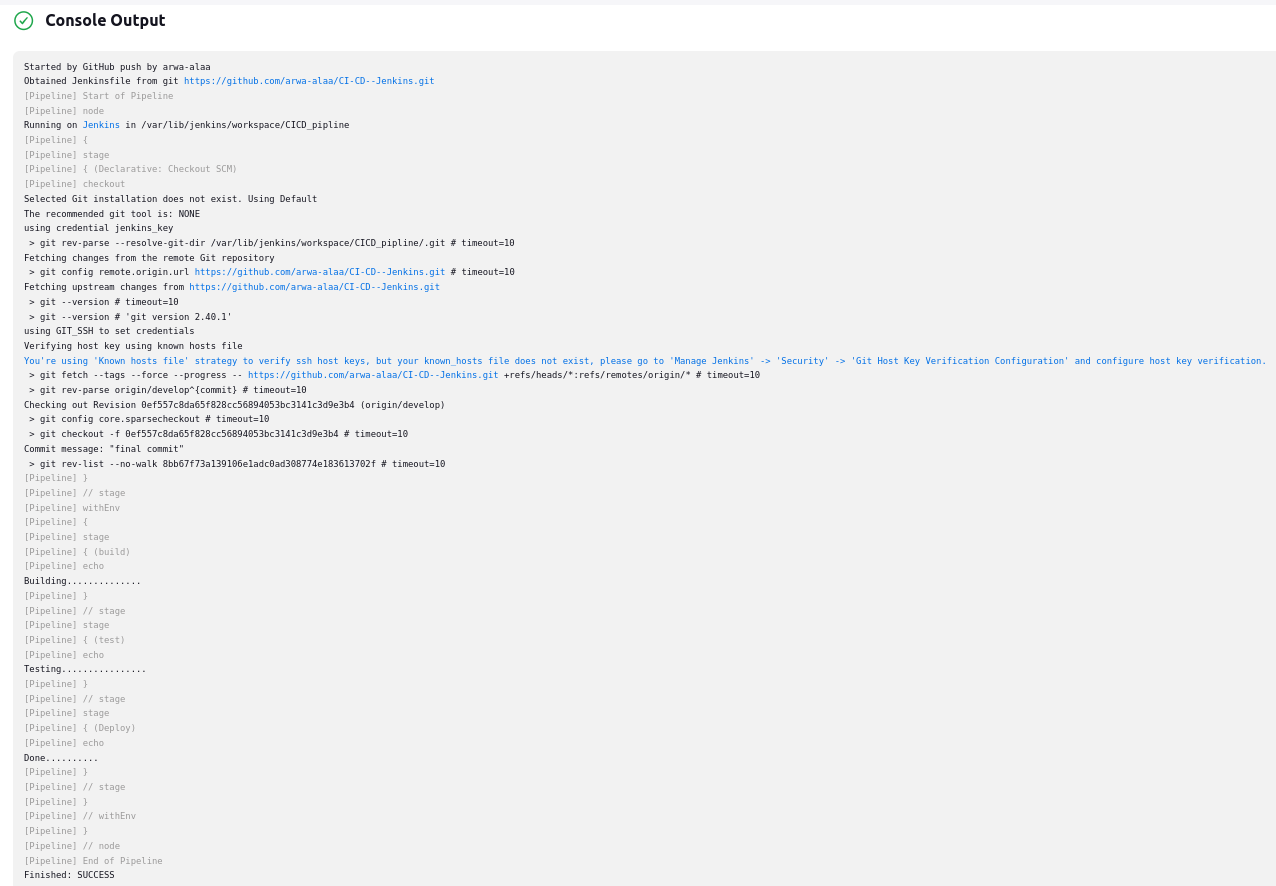 Console Output
Started by GitHub push by arwa-alaa
Obtained Jenkinsfile from git https://github.com/arwa-alaa/CI-CD--Jenkins.git
[Pipeline] Start of Pipeline
[Pipeline] node
Running on Jenkins in /var/lib/jenkins/workspace/CICD_pipline
[Pipeline] {
[Pipeline] stage
[Pipeline] { (Declarative: Checkout SCM)
[Pipeline] checkout
Selected Git installation does not exist. Using Default
The recommended git tool is: NONE
using credential jenkins_key
 > git rev-parse --resolve-git-dir /var/lib/jenkins/workspace/CICD_pipline/.git # timeout=10
Fetching changes from the remote Git repository
 > git config remote.origin.url https://github.com/arwa-alaa/CI-CD--Jenkins.git # timeout=10
Fetching upstream changes from https://github.com/arwa-alaa/CI-CD--Jenkins.git
 > git --version # timeout=10
 > git --version # 'git version 2.40.1'
using GIT_SSH to set credentials
Verifying host key using known hosts file
You're using 'Known hosts file' strategy to verify ssh host keys, but your known_hosts file does not exist, please go to 'Manage Jenkins' -> 'Security' -> 'Git Host Key Verification Configuration' and configure host key verification.
 > git fetch --tags --force --progress -- https://github.com/arwa-alaa/CI-CD--Jenkins.git +refs/heads/*:refs/remotes/origin/* # timeout=10
 > git rev-parse origin/develop^{commit} # timeout=10
Checking out Revision 0ef557c8da65f828cc56894053bc3141c3d9e3b4 (origin/develop)
 > git config core.sparsecheckout # timeout=10
 > git checkout -f 0ef557c8da65f828cc56894053bc3141c3d9e3b4 # timeout=10
Commit message: "final commit"
 > git rev-list --no-walk 8bb67f73a139106e1adc0ad308774e183613702f # timeout=10
[Pipeline] }
[Pipeline] // stage
[Pipeline] withEnv
[Pipeline] {
[Pipeline] stage
[Pipeline] { (build)
[Pipeline] echo
Building..............
[Pipeline] }
[Pipeline] // stage
[Pipeline] stage
[Pipeline] { (test)
[Pipeline] echo
Testing................
[Pipeline] }
[Pipeline] // stage
[Pipeline] stage
[Pipeline] { (Deploy)
[Pipeline] echo
Done..........
[Pipeline] }
[Pipeline] // stage
[Pipeline] }
[Pipeline] // withEnv
[Pipeline] }
[Pipeline] // node
[Pipeline] End of Pipeline
Finished: SUCCESS